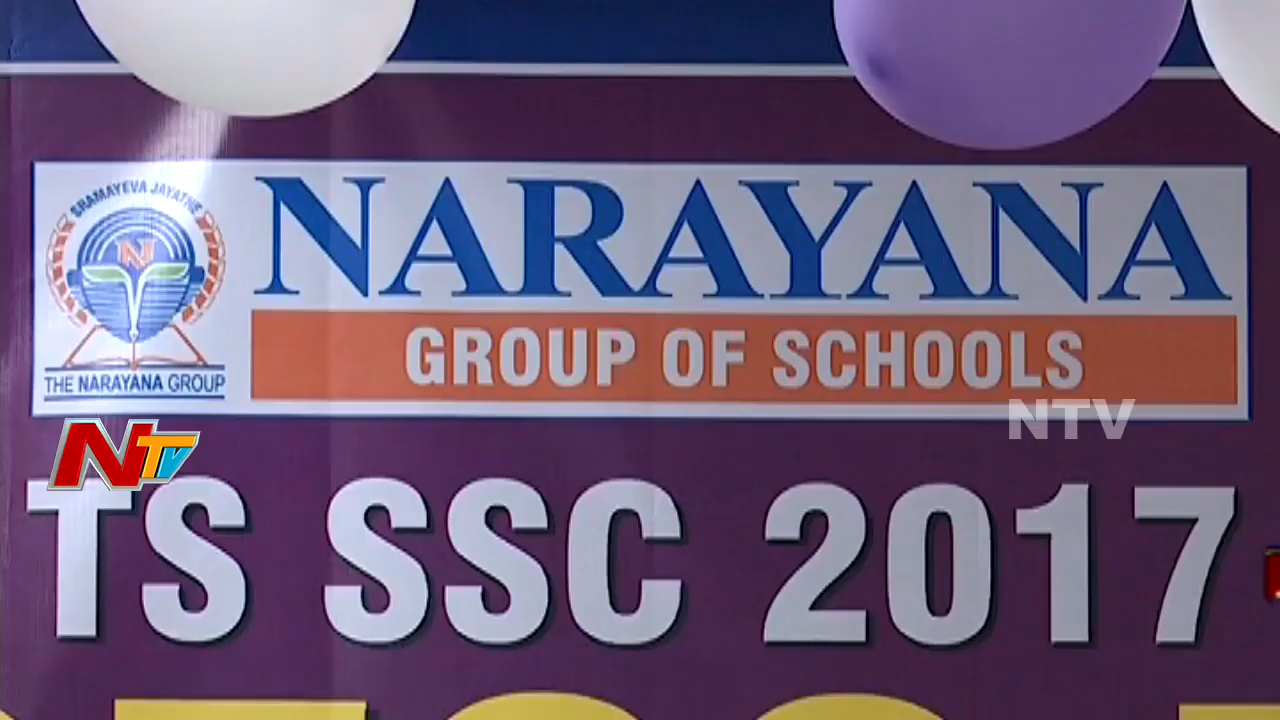 SRAMAYEVA JAYATHE
N
THE NARAYANA GROUP
NARAYANA
GROUP OF SCHOOLS
NTV
NTV
TS SSC 2017